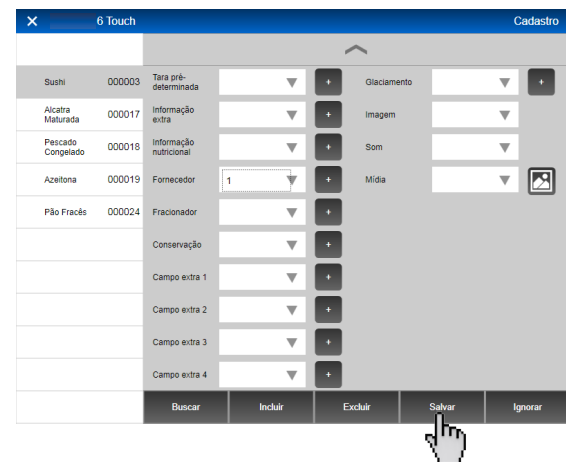 ✕ 6 Touch Cadastro
Sushi 000003
Alcatra
Maturada 000017
Pescado
Congelado 000018
Azeitona 000019
Pão Fracês 000024
Tara pré-
determinada +
Informação
extra +
Informação
nutricional +
Fornecedor 1 +
Fracionador +
Conservação +
Campo extra 1 +
Campo extra 2 +
Campo extra 3 +
Campo extra 4 +
Glaciamento +
Imagem
Som
Mídia
Buscar Incluir Excluir Salvar Ignorar